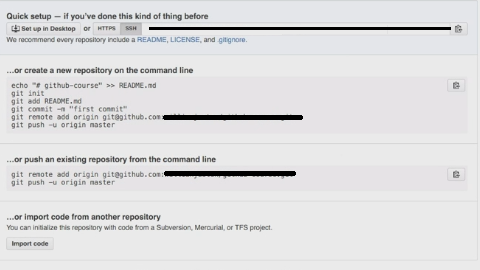 Quick setup — if you've done this kind of thing before
Set up in Desktop or HTTPS SSH
We recommend every repository include a README, LICENSE, and .gitignore.
...or create a new repository on the command line
echo "# github-course" >> README.md
git init
git add README.md
git commit -m "first commit"
git remote add origin git@github.com:
git push -u origin master
...or push an existing repository from the command line
git remote add origin git@github.com:
git push -u origin master
...or import code from another repository
You can initialize this repository with code from a Subversion, Mercurial, or TFS project.
Import code